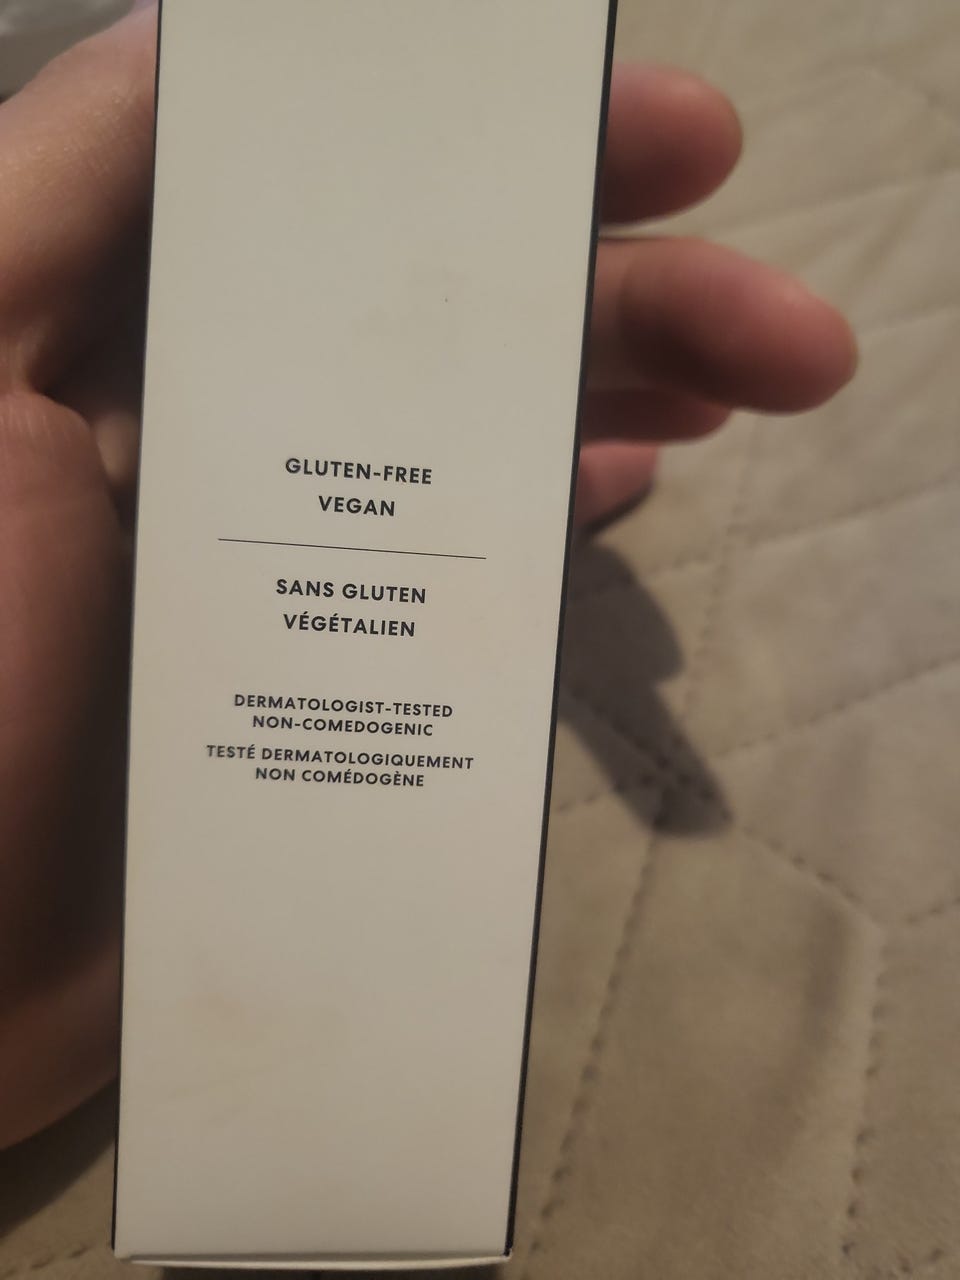 GLUTEN-FREE
VEGAN
SANS GLUTEN
VÉGÉTALIEN
DERMATOLOGIST-TESTED
NON-COMEDOGENIC
TESTÉ DERMATOLOGIQUEMENT
NON COMÉDOGÈNE